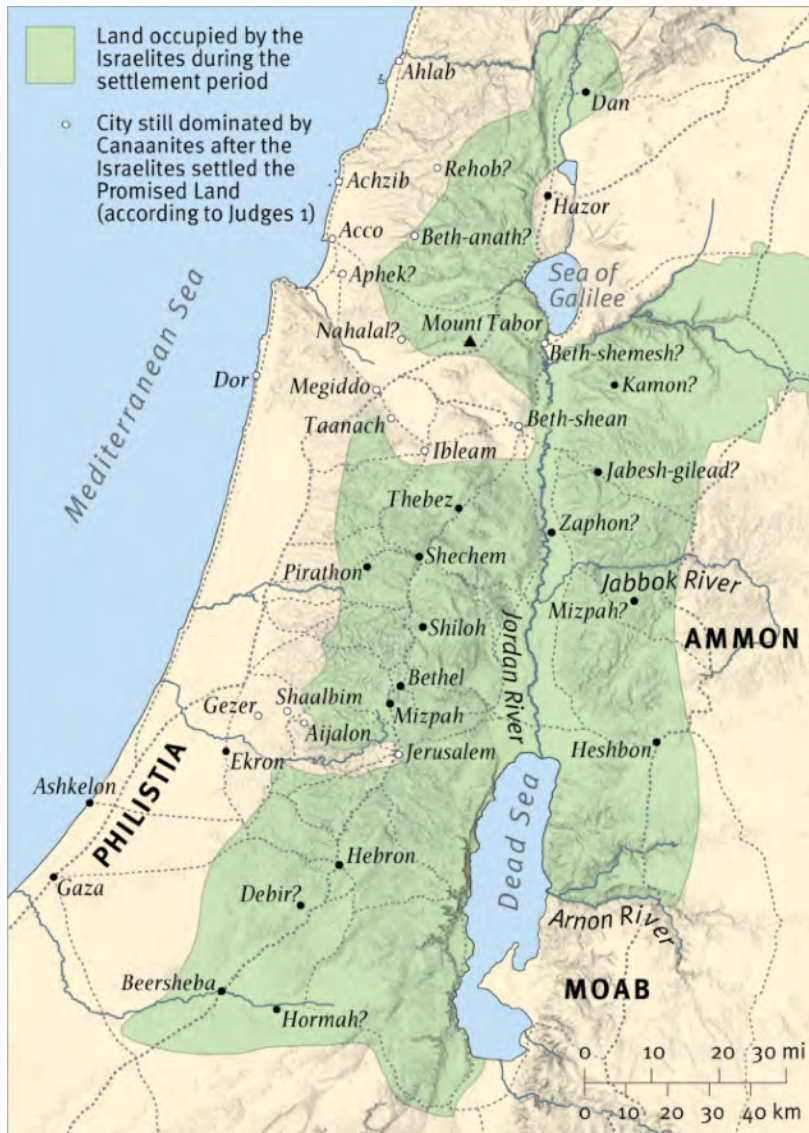 Land occupied by the
Israelites during the
settlement period
City still dominated by
Canaanites after the
Israelites settled the
Promised Land
(according to Judges 1)
Ahlab
Dan
Rehob?
Achzib
Hazor
Acco
Beth-anath?
Aphek?
Sea of
Galilee
Mediterranean Sea
Nahalal?
Mount Tabor
Beth-shemesh?
Dor
Megiddo
Kamon?
Taanach
Beth-shean
Ibleam
Jabesh-gilead?
Thebez
Zaphon?
Shechem
Pirathon
Jabbok River
Mizpah?
Shiloh
Jordan River
AMMON
Bethel
Shaalbim
Gezer
Mizpah
Aijalon
Jerusalem
Heshbon
Ekron
PHILISTIA
Ashkelon
Dead Sea
Hebron
Gaza
Debir?
Arnon River
Beersheba
MOAB
Hormah?
0 10 20 30 mi
0 10 20 30 40 km